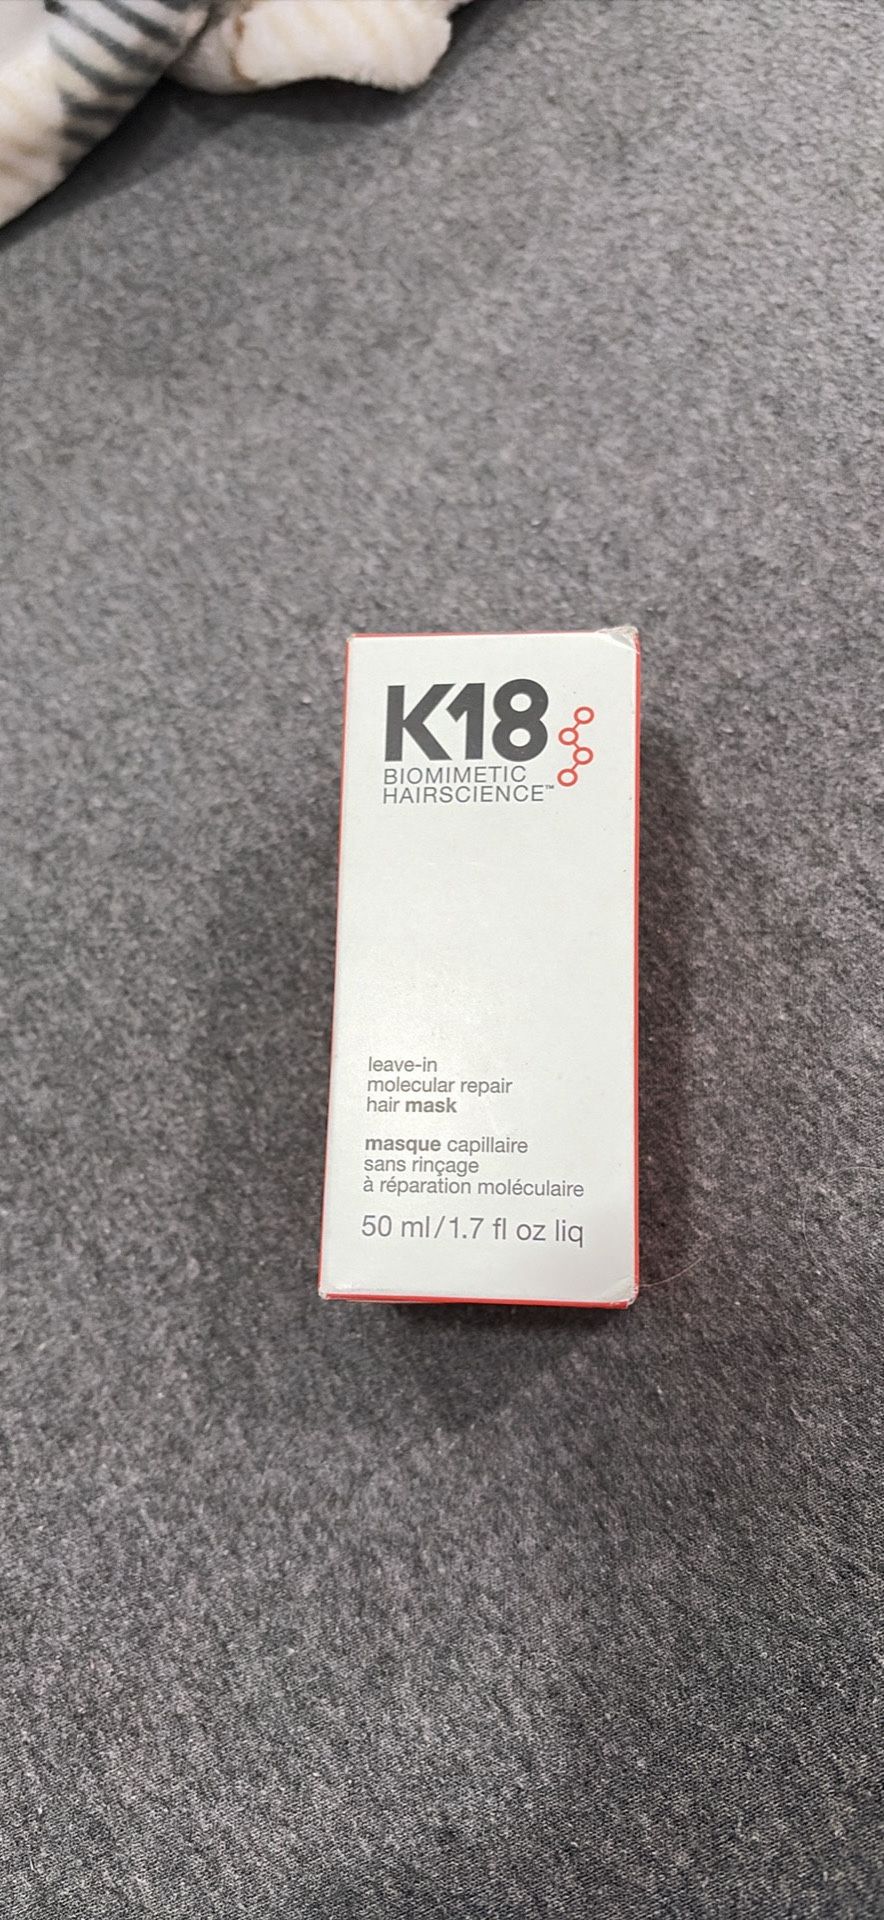 K18
BIOMIMETIC
HAIRSCIENCE™
leave-in
molecular repair
hair mask
masque capillaire
sans rinçage
à réparation moléculaire
50 ml/1.7 fl oz liq